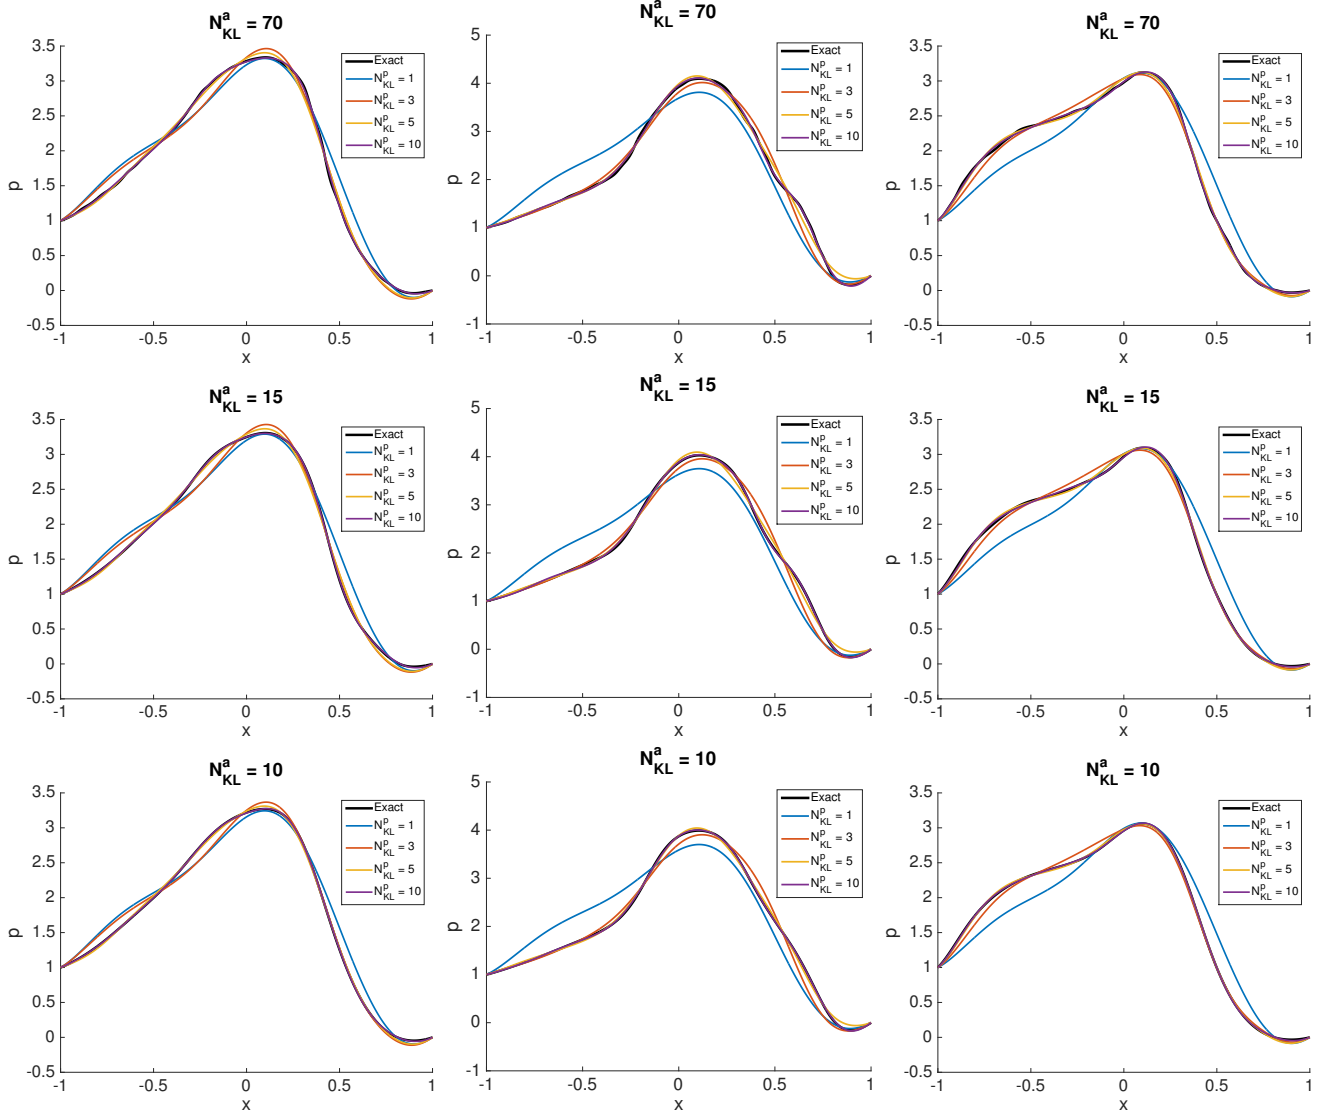 N^a_KL = 70
3.5
3
2.5
2
1.5
1
0.5
0
-0.5
p
-1
-0.5
0
0.5
1
x
Exact
N^p_KL = 1
N^p_KL = 3
N^p_KL = 5
N^p_KL = 10
N^a_KL = 70
5
4
3
2
1
0
-1
p
-1
-0.5
0
0.5
1
x
Exact
N^p_KL = 1
N^p_KL = 3
N^p_KL = 5
N^p_KL = 10
N^a_KL = 70
3.5
3
2.5
2
1.5
1
0.5
0
-0.5
p
-1
-0.5
0
0.5
1
x
Exact
N^p_KL = 1
N^p_KL = 3
N^p_KL = 5
N^p_KL = 10
N^a_KL = 15
3.5
3
2.5
2
1.5
1
0.5
0
-0.5
p
-1
-0.5
0
0.5
1
x
Exact
N^p_KL = 1
N^p_KL = 3
N^p_KL = 5
N^p_KL = 10
N^a_KL = 15
5
4
3
2
1
0
-1
p
-1
-0.5
0
0.5
1
x
Exact
N^p_KL = 1
N^p_KL = 3
N^p_KL = 5
N^p_KL = 10
N^a_KL = 15
3.5
3
2.5
2
1.5
1
0.5
0
-0.5
p
-1
-0.5
0
0.5
1
x
Exact
N^p_KL = 1
N^p_KL = 3
N^p_KL = 5
N^p_KL = 10
N^a_KL = 10
3.5
3
2.5
2
1.5
1
0.5
0
-0.5
p
-1
-0.5
0
0.5
1
x
Exact
N^p_KL = 1
N^p_KL = 3
N^p_KL = 5
N^p_KL = 10
N^a_KL = 10
5
4
3
2
1
0
-1
p
-1
-0.5
0
0.5
1
x
Exact
N^p_KL = 1
N^p_KL = 3
N^p_KL = 5
N^p_KL = 10
N^a_KL = 10
3.5
3
2.5
2
1.5
1
0.5
0
-0.5
p
-1
-0.5
0
0.5
1
x
Exact
N^p_KL = 1
N^p_KL = 3
N^p_KL = 5
N^p_KL = 10